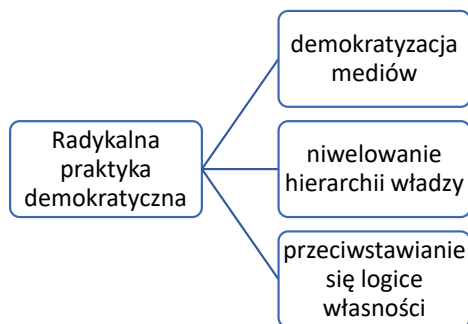 Radykalna
praktyka
demokratyczna
demokratyzacja
mediów
niwelowanie
hierarchii władzy
przeciwstawianie
się logice
własności